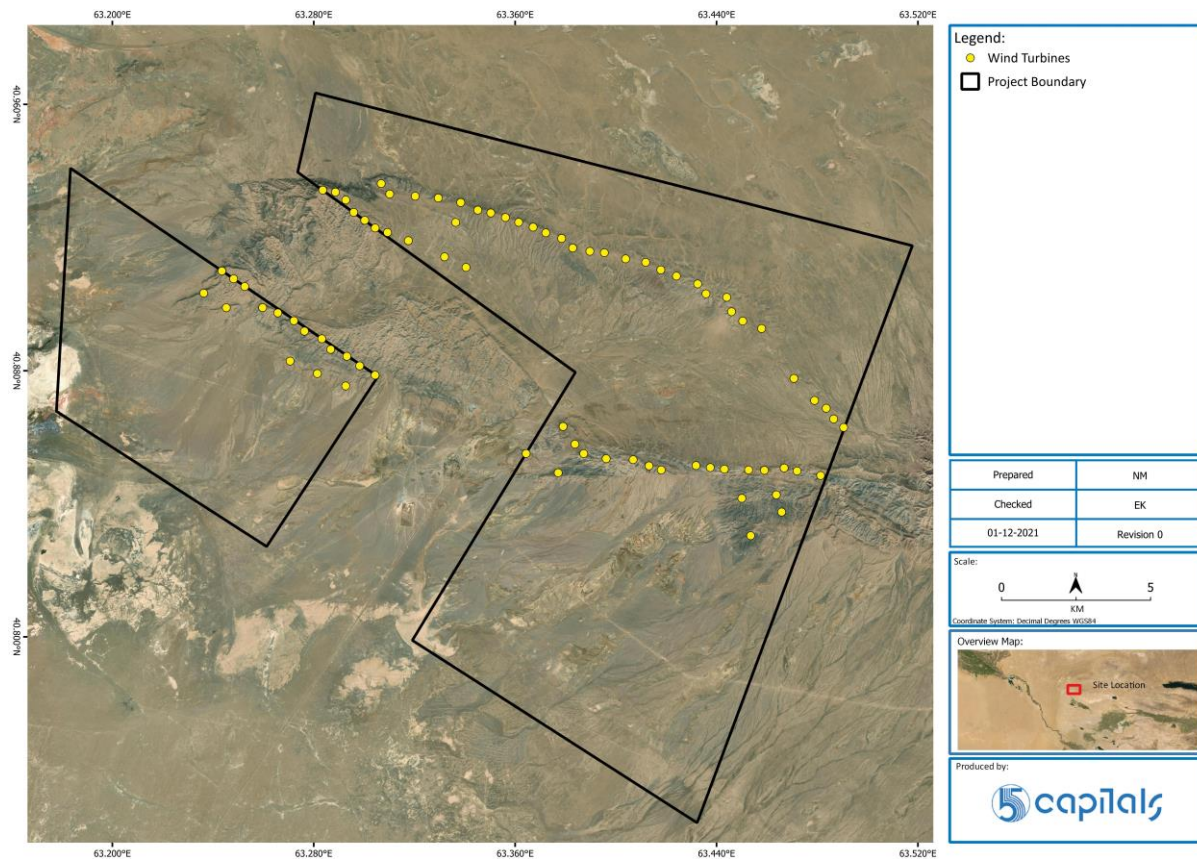 63.200°E 63.280°E 63.360°E 63.440°E 63.520°E
40.960°N
40.880°N
40.800°N
63.200°E 63.280°E 63.360°E 63.440°E 63.520°E
Legend:
Wind Turbines
Project Boundary
Prepared NM
Checked EK
01-12-2021 Revision 0
Scale:
N
0 5
KM
Coordinate System: Decimal Degrees WGS84
Overview Map:
Site Location
Produced by:
5 capitals